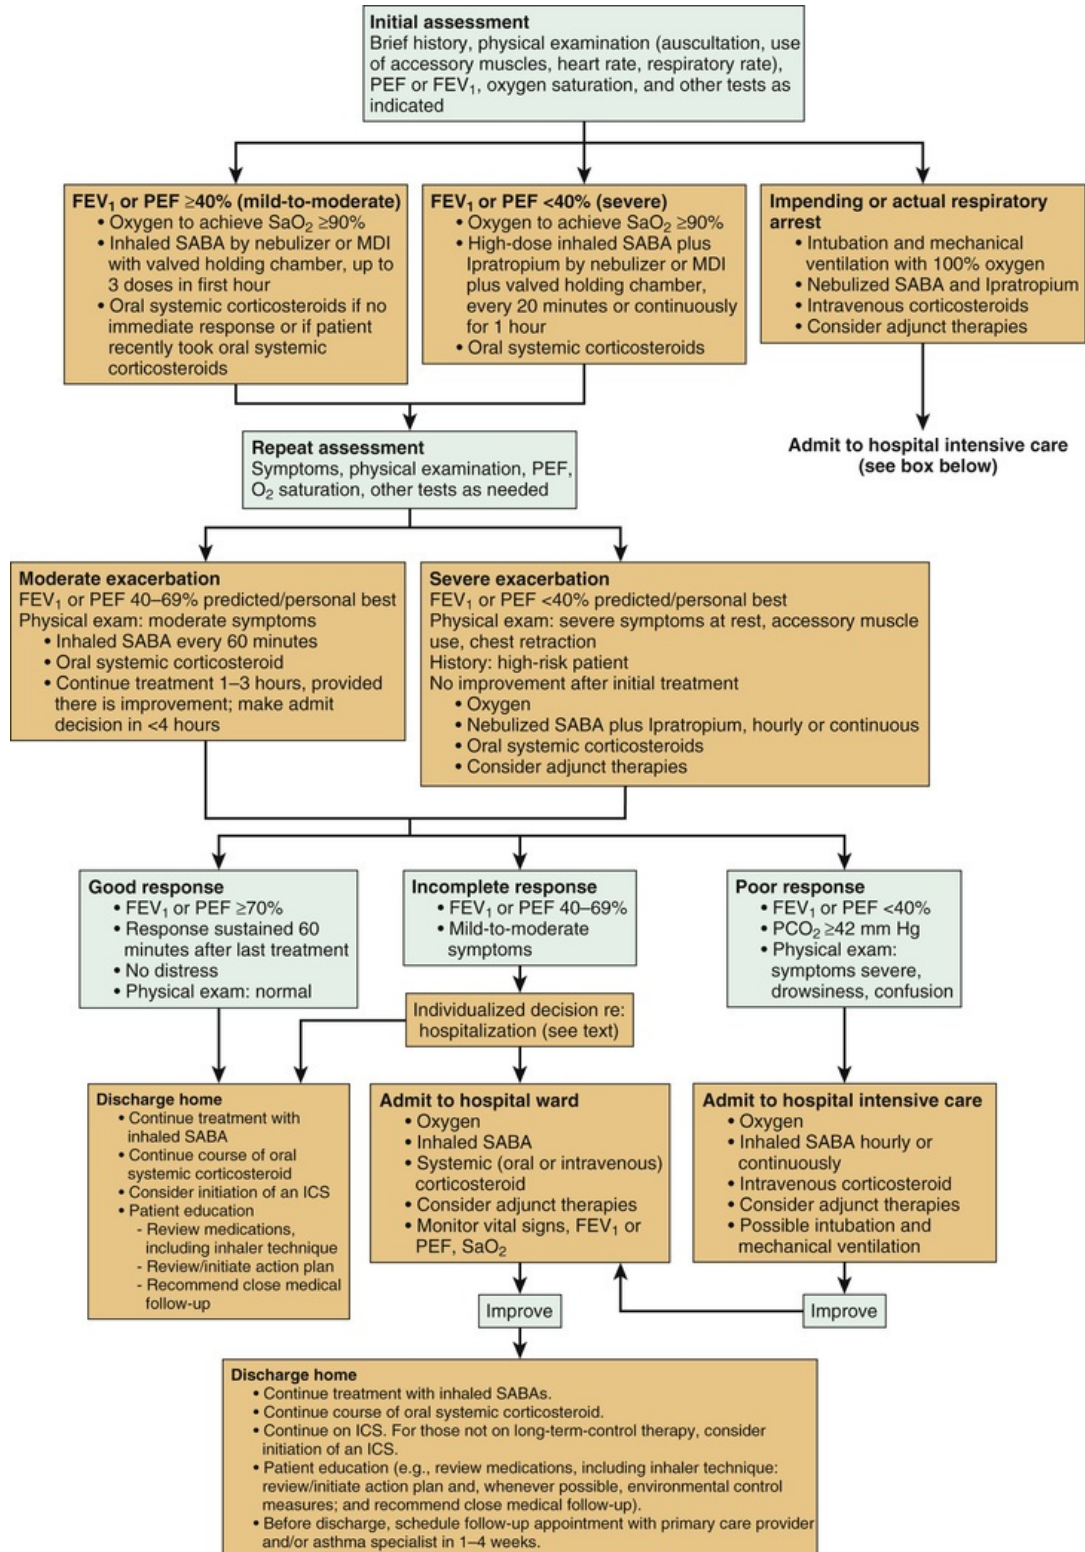 Initial assessment
Brief history, physical examination (auscultation, use
of accessory muscles, heart rate, respiratory rate),
PEF or FEV₁, oxygen saturation, and other tests as
indicated
FEV₁ or PEF ≥40% (mild-to-moderate)
• Oxygen to achieve SaO₂ ≥90%
• Inhaled SABA by nebulizer or MDI
with valved holding chamber, up to
3 doses in first hour
• Oral systemic corticosteroids if no
immediate response or if patient
recently took oral systemic
corticosteroids
FEV₁ or PEF <40% (severe)
• Oxygen to achieve SaO₂ ≥90%
• High-dose inhaled SABA plus
Ipratropium by nebulizer or MDI
plus valved holding chamber,
every 20 minutes or continuously
for 1 hour
• Oral systemic corticosteroids
Impending or actual respiratory
arrest
• Intubation and mechanical
ventilation with 100% oxygen
• Nebulized SABA and Ipratropium
• Intravenous corticosteroids
• Consider adjunct therapies
Admit to hospital intensive care
(see box below)
Repeat assessment
Symptoms, physical examination, PEF,
O₂ saturation, other tests as needed
Moderate exacerbation
FEV₁ or PEF 40–69% predicted/personal best
Physical exam: moderate symptoms
• Inhaled SABA every 60 minutes
• Oral systemic corticosteroid
• Continue treatment 1–3 hours, provided
there is improvement; make admit
decision in <4 hours
Severe exacerbation
FEV₁ or PEF <40% predicted/personal best
Physical exam: severe symptoms at rest, accessory muscle
use, chest retraction
History: high-risk patient
No improvement after initial treatment
• Oxygen
• Nebulized SABA plus Ipratropium, hourly or continuous
• Oral systemic corticosteroids
• Consider adjunct therapies
Good response
• FEV₁ or PEF ≥70%
• Response sustained 60
minutes after last treatment
• No distress
• Physical exam: normal
Incomplete response
• FEV₁ or PEF 40–69%
• Mild-to-moderate
symptoms
Poor response
• FEV₁ or PEF <40%
• PCO₂ ≥42 mm Hg
• Physical exam:
symptoms severe,
drowsiness, confusion
Individualized decision re:
hospitalization (see text)
Discharge home
• Continue treatment with
inhaled SABA
• Continue course of oral
systemic corticosteroid
• Consider initiation of an ICS
• Patient education
- Review medications,
including inhaler technique
- Review/initiate action plan
- Recommend close medical
follow-up
Admit to hospital ward
• Oxygen
• Inhaled SABA
• Systemic (oral or intravenous)
corticosteroid
• Consider adjunct therapies
• Monitor vital signs, FEV₁ or
PEF, SaO₂
Admit to hospital intensive care
• Oxygen
• Inhaled SABA hourly or
continuously
• Intravenous corticosteroid
• Consider adjunct therapies
• Possible intubation and
mechanical ventilation
Improve
Improve
Discharge home
• Continue treatment with inhaled SABAs.
• Continue course of oral systemic corticosteroid.
• Continue on ICS. For those not on long-term-control therapy, consider
initiation of an ICS.
• Patient education (e.g., review medications, including inhaler technique:
review/initiate action plan and, whenever possible, environmental control
measures; and recommend close medical follow-up).
• Before discharge, schedule follow-up appointment with primary care provider
and/or asthma specialist in 1–4 weeks.